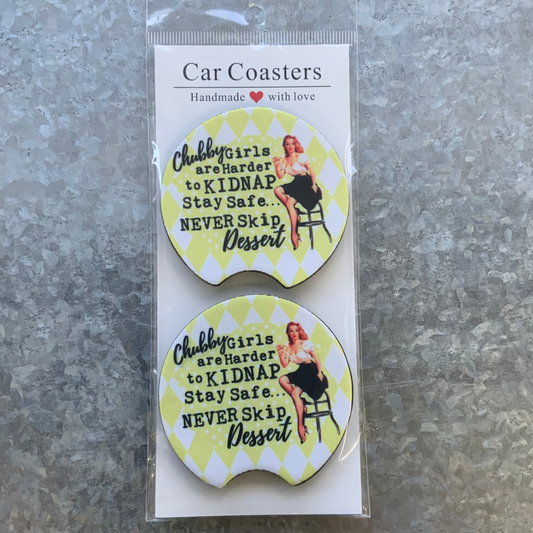 Car Coasters
Handmade ❤ with love
Chubby Girls
are Harder
to KIDNAP
Stay Safe...
NEVER Skip
Dessert
Chubby Girls
are Harder
to KIDNAP
Stay Safe...
NEVER Skip
Dessert